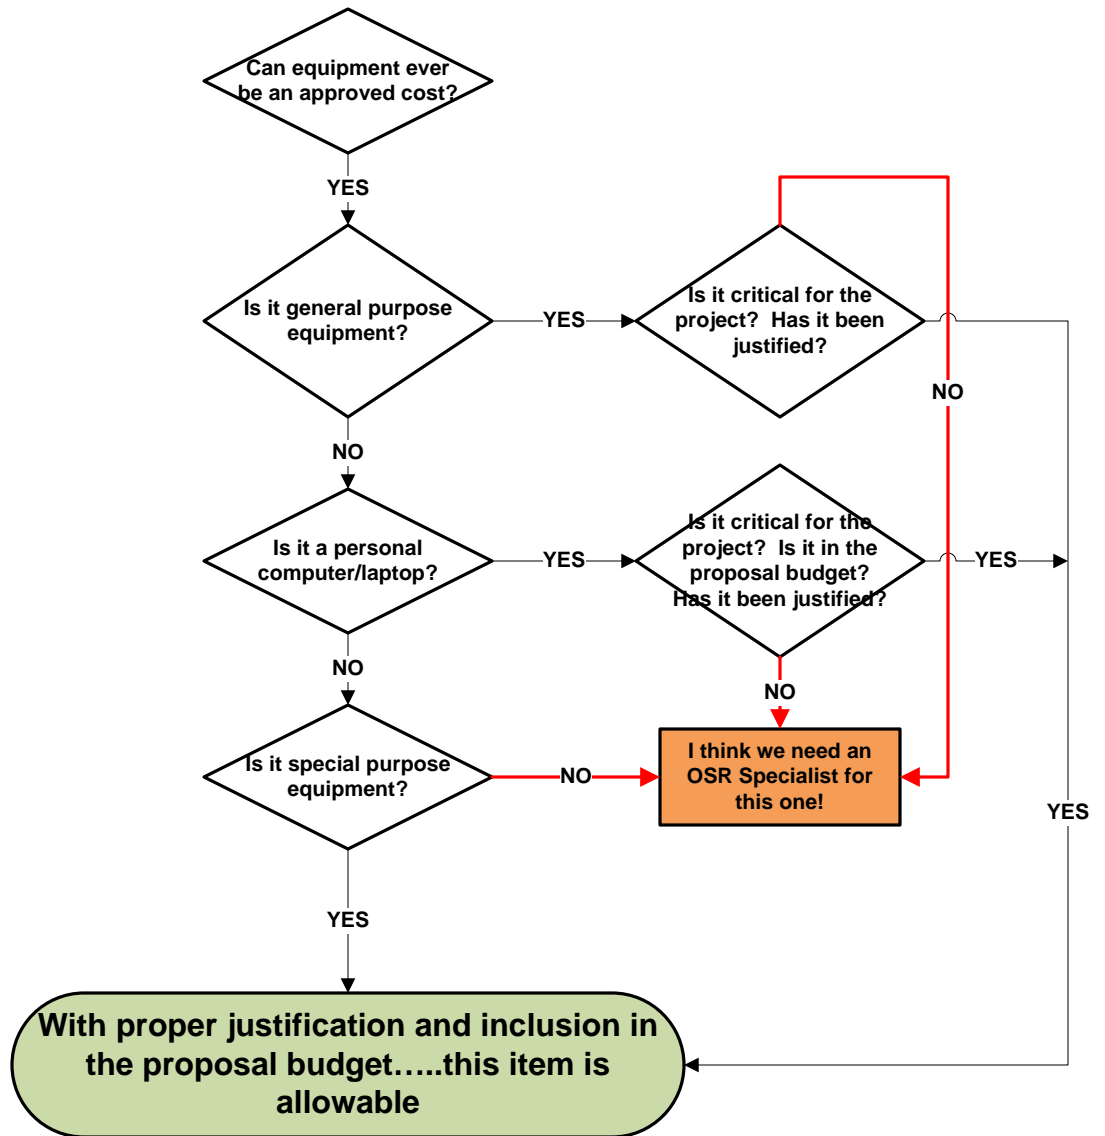 Can equipment ever
be an approved cost?
YES
Is it general purpose
equipment?
YES
Is it critical for the
project?  Has it been
justified?
NO
NO
Is it a personal
computer/laptop?
YES
Is it critical for the
project?  Is it in the
proposal budget?
Has it been justified?
YES
NO
NO
Is it special purpose
equipment?
NO
I think we need an
OSR Specialist for
this one!
YES
YES
With proper justification and inclusion in
the proposal budget…..this item is
allowable